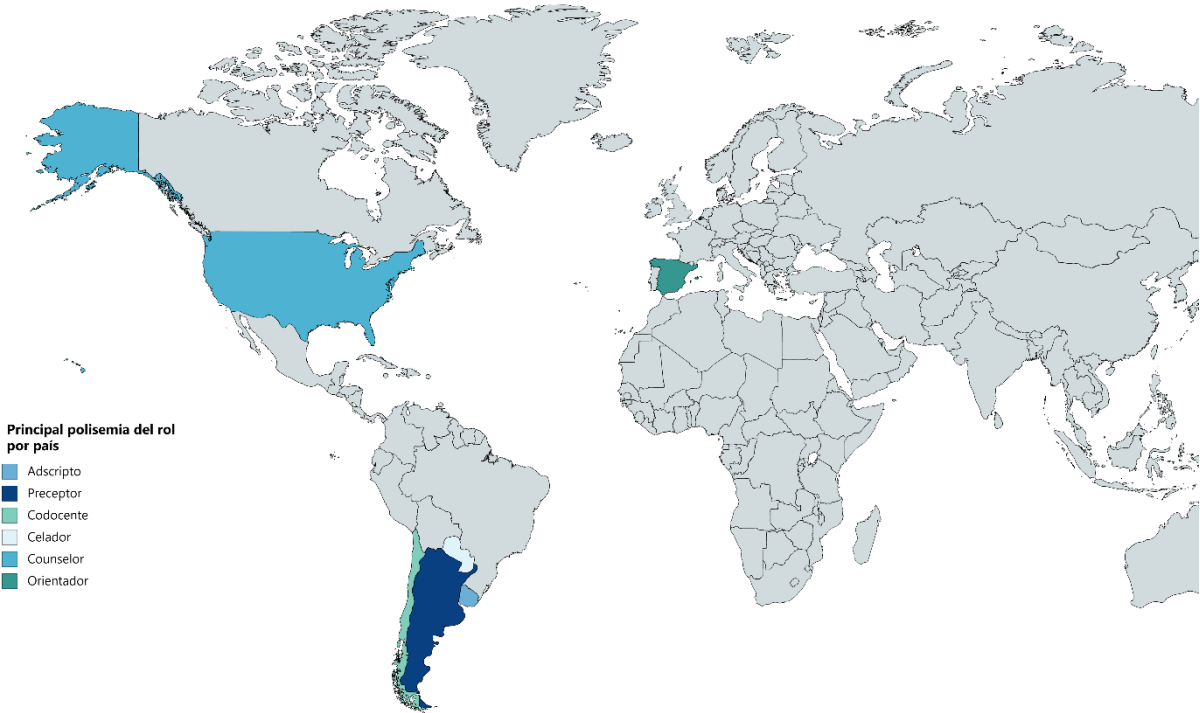 Principal polisemia del rol
por país
Adscripto
Preceptor
Codocente
Celador
Counselor
Orientador